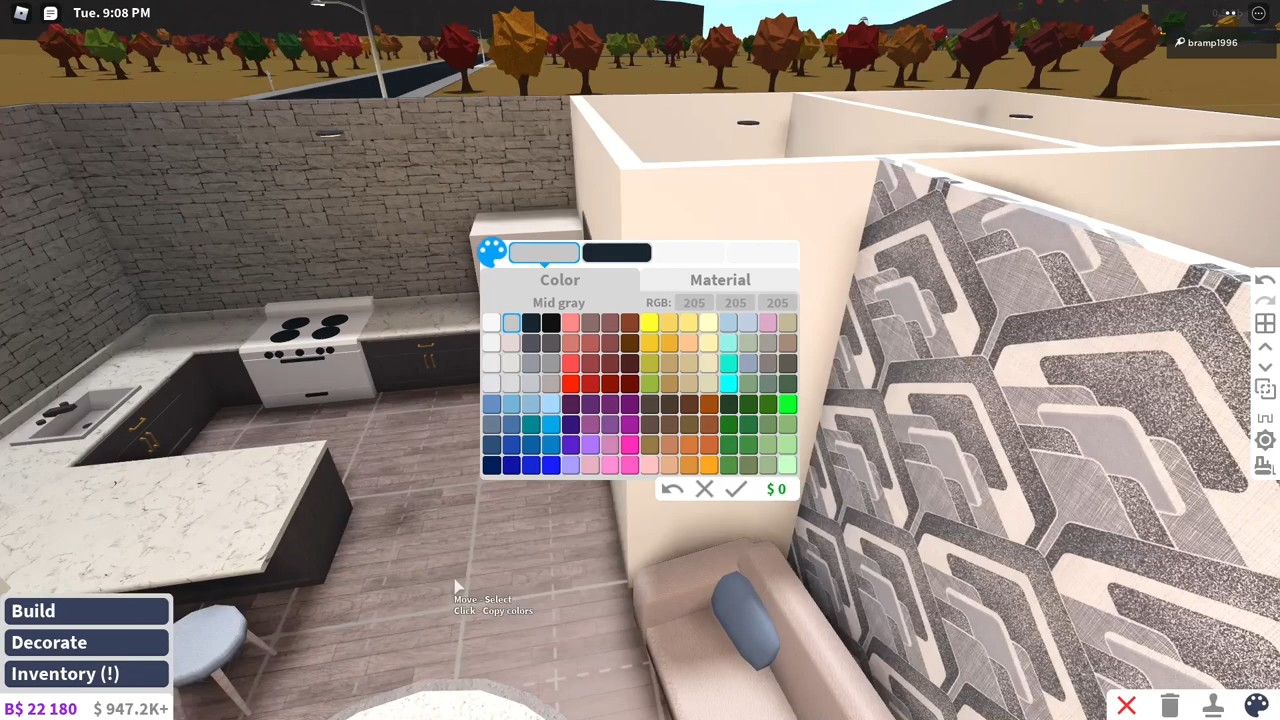 Tue. 9:08 PM
bramp1996
Color
Material
Mid gray
RGB: 205 205 205
$ 0
Move - Select
Click - Copy colors
Build
Decorate
Inventory (!)
B$ 22 180 $ 947.2K+